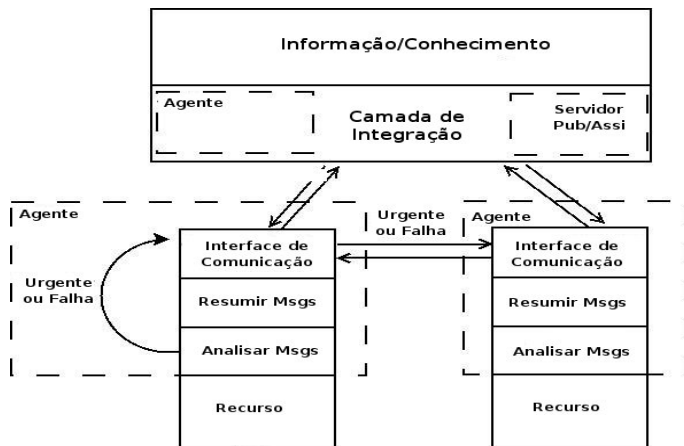 Informação/Conhecimento
Agente
Camada de
Integração
Servidor
Pub/Assi
Agente
Urgente
ou Falha
Agente
Interface de
Comunicação
Interface de
Comunicação
Urgente
ou Falha
Resumir Msgs
Resumir Msgs
Analisar Msgs
Analisar Msgs
Recurso
Recurso